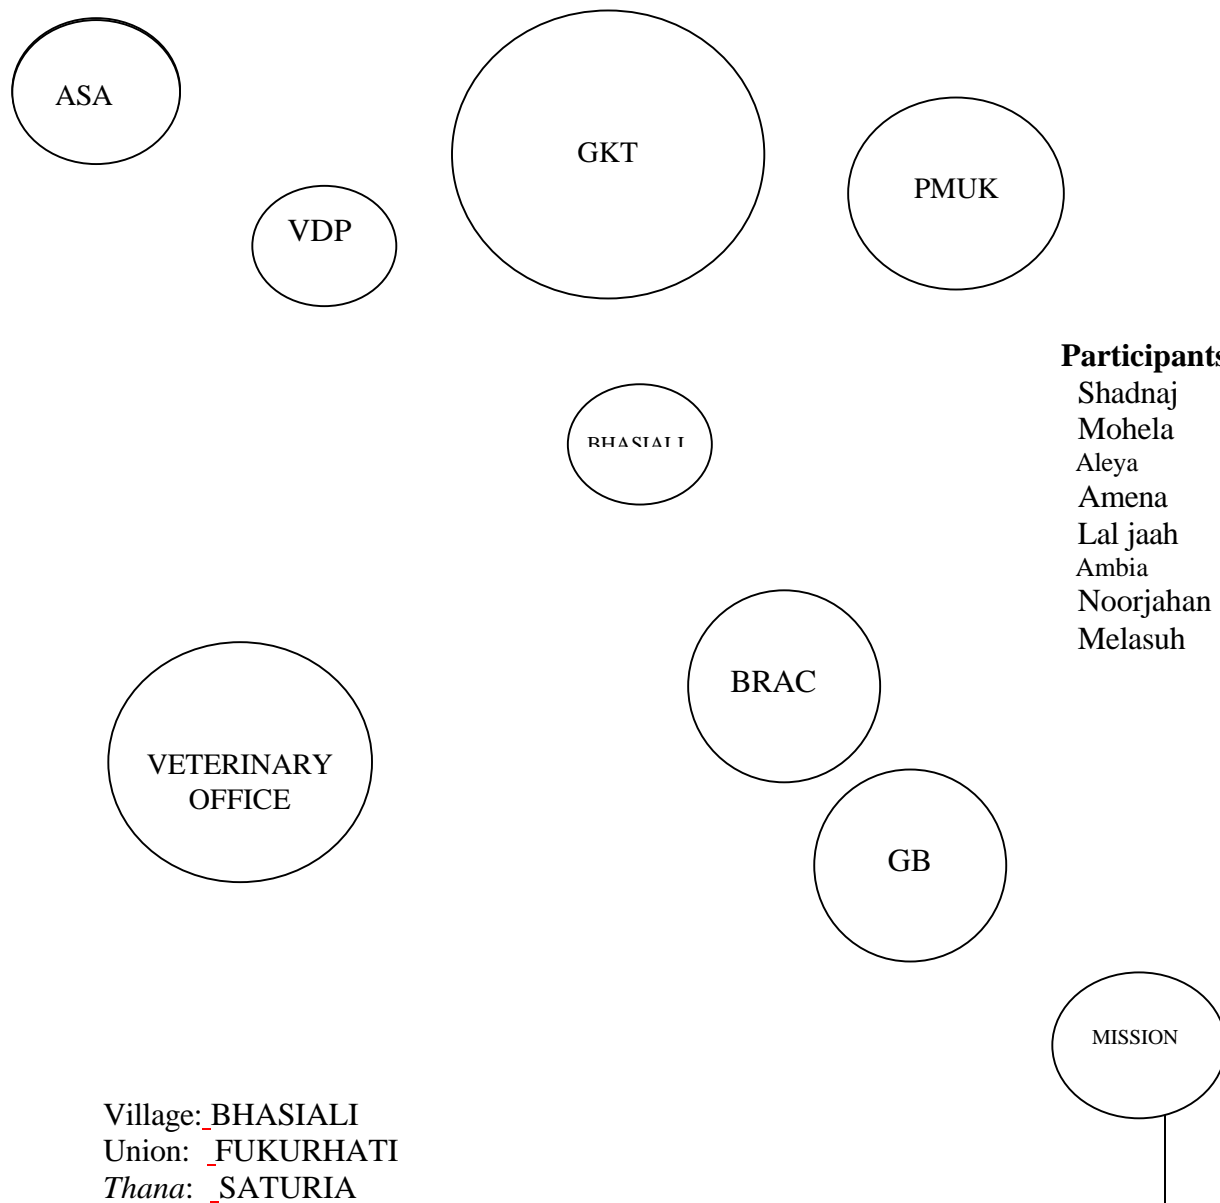 ASA
GKT
PMUK
VDP
Participants
Shadnaj
Mohela
Aleya
Amena
Lal jaah
Ambia
Noorjahan
Melasuh
BHASIALI
BRAC
VETERINARY
OFFICE
GB
MISSION
Village: BHASIALI
Union: FUKURHATI
Thana: SATURIA